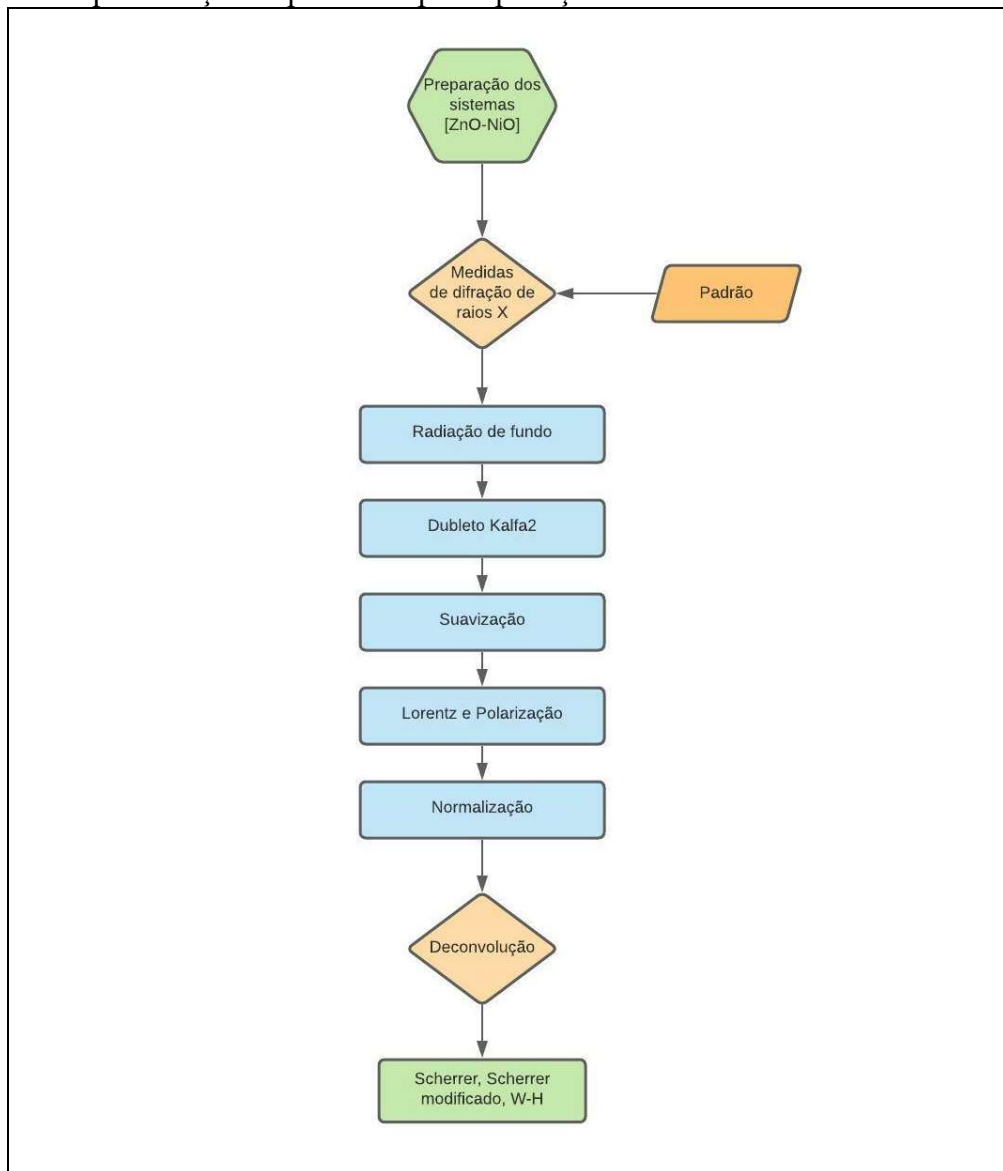 Preparação dos
sistemas
[ZnO-NiO]
Medidas
de difração de
raios X
Padrão
Radiação de fundo
Dubleto Kalfa2
Suavização
Lorentz e Polarização
Normalização
Deconvolução
Scherrer, Scherrer
modificado, W-H